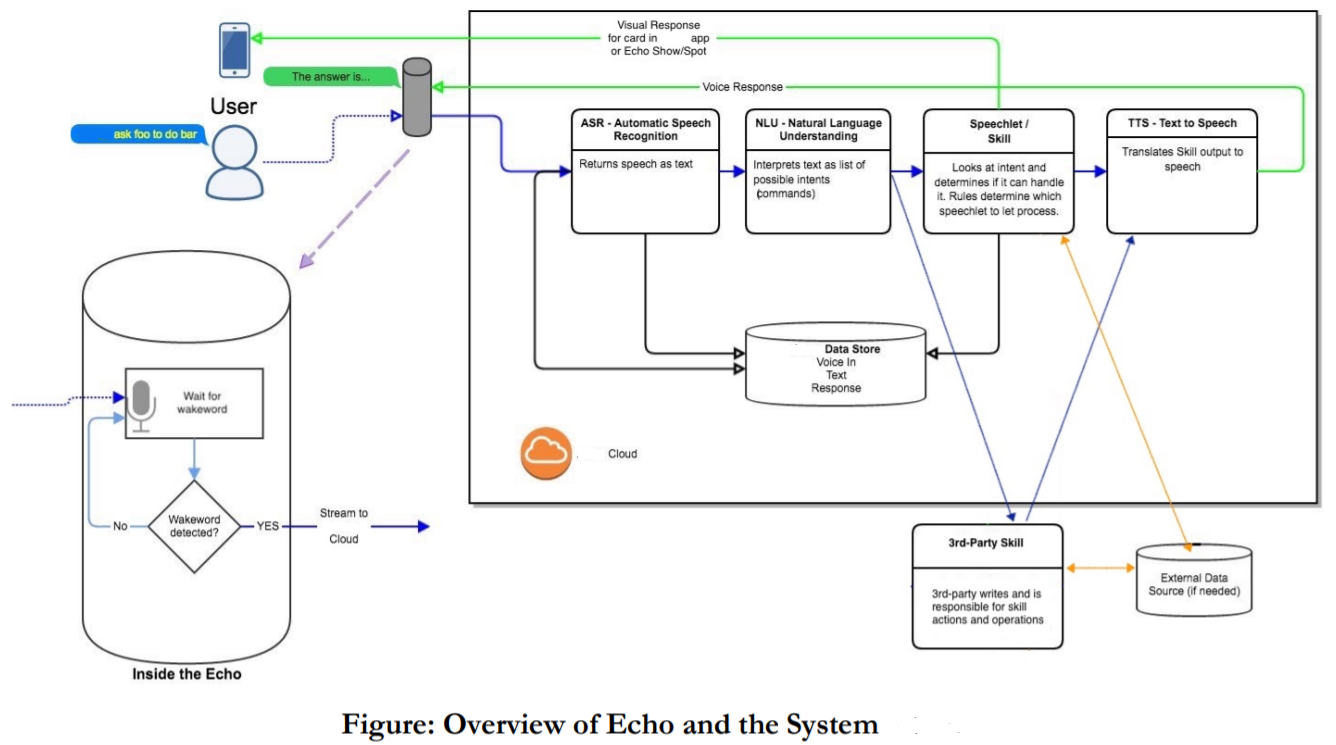 Visual Response
for card in app
or Echo Show/Spot
The answer is...
Voice Response
User
ask foo to do bar
ASR - Automatic Speech
Recognition
Returns speech as text
NLU - Natural Language
Understanding
Interprets text as list of
possible intents
(commands)
Speechlet /
Skill
Looks at intent and
determines if it can handle
it. Rules determine which
speechlet to let process.
TTS - Text to Speech
Translates Skill output to
speech
Data Store
Voice In
Text
Response
Cloud
Wait for
wakeword
Wakeword
detected?
No
YES
Stream to
Cloud
Inside the Echo
3rd-Party Skill
3rd-party writes and is
responsible for skill
actions and operations
External Data
Source (if needed)
Figure: Overview of Echo and the System